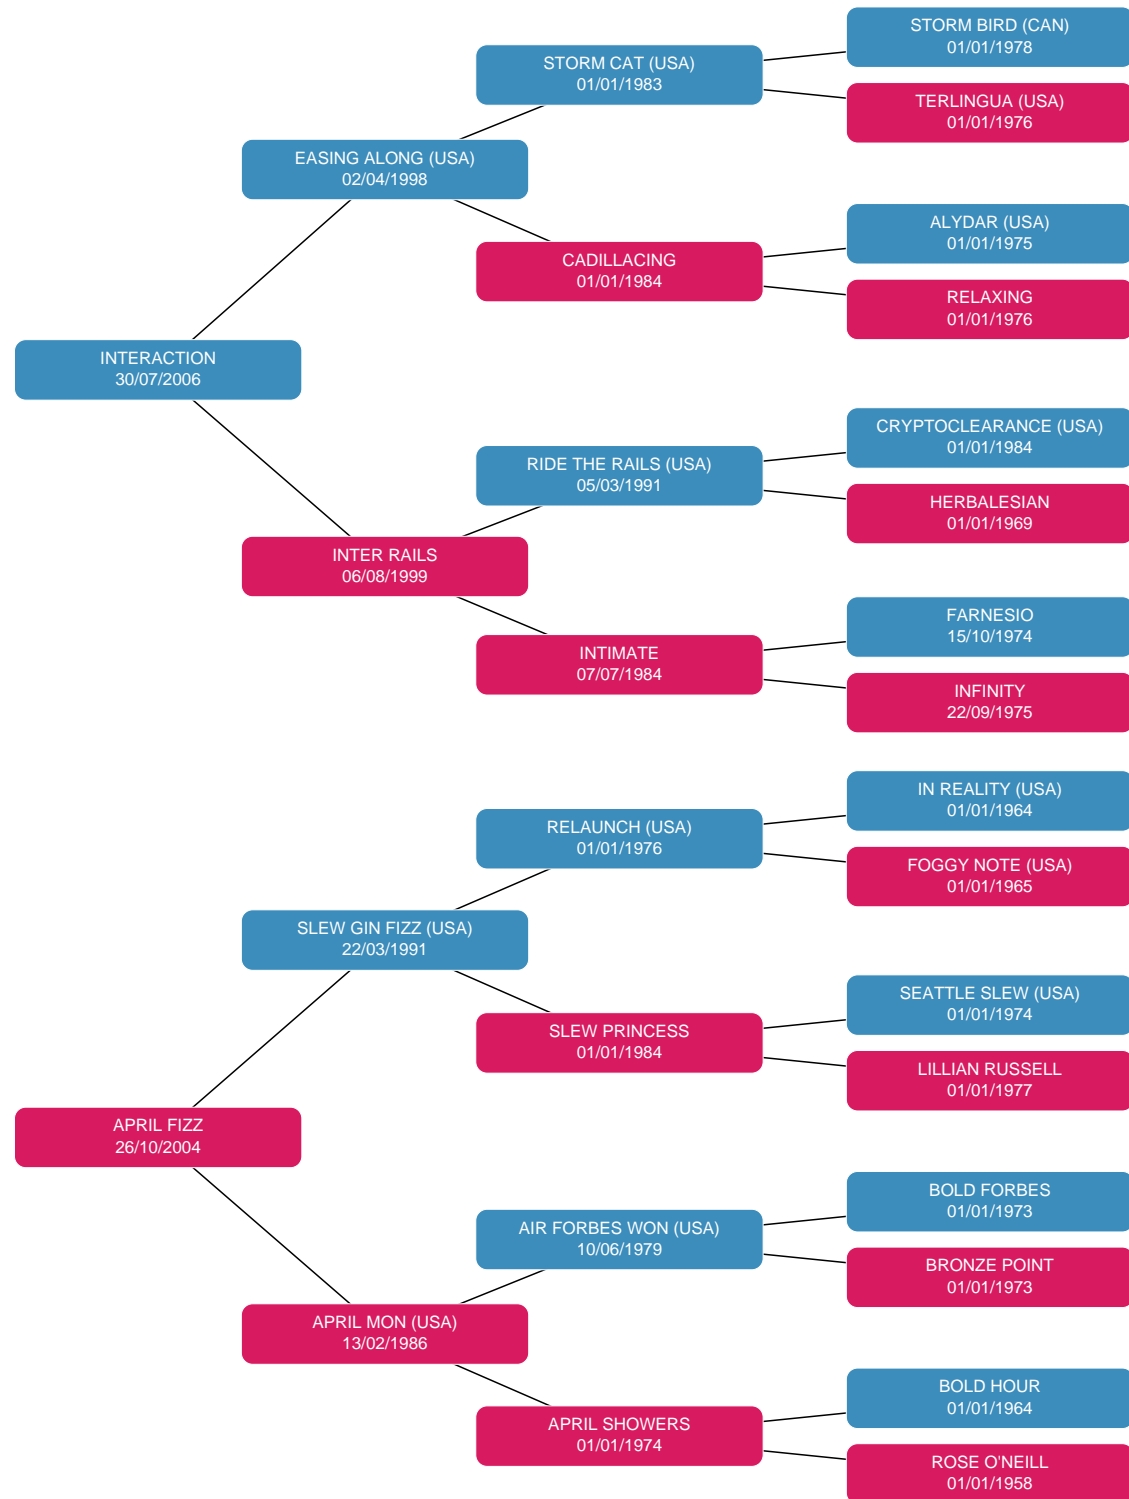 STORM BIRD (CAN)
01/01/1978
STORM CAT (USA)
01/01/1983
TERLINGUA (USA)
01/01/1976
EASING ALONG (USA)
02/04/1998
ALYDAR (USA)
01/01/1975
CADILLACING
01/01/1984
RELAXING
01/01/1976
INTERACTION
30/07/2006
CRYPTOCLEARANCE (USA)
01/01/1984
RIDE THE RAILS (USA)
05/03/1991
HERBALESIAN
01/01/1969
INTER RAILS
06/08/1999
FARNESIO
15/10/1974
INTIMATE
07/07/1984
INFINITY
22/09/1975
IN REALITY (USA)
01/01/1964
RELAUNCH (USA)
01/01/1976
FOGGY NOTE (USA)
01/01/1965
SLEW GIN FIZZ (USA)
22/03/1991
SEATTLE SLEW (USA)
01/01/1974
SLEW PRINCESS
01/01/1984
LILLIAN RUSSELL
01/01/1977
APRIL FIZZ
26/10/2004
BOLD FORBES
01/01/1973
AIR FORBES WON (USA)
10/06/1979
BRONZE POINT
01/01/1973
APRIL MON (USA)
13/02/1986
BOLD HOUR
01/01/1964
APRIL SHOWERS
01/01/1974
ROSE O'NEILL
01/01/1958